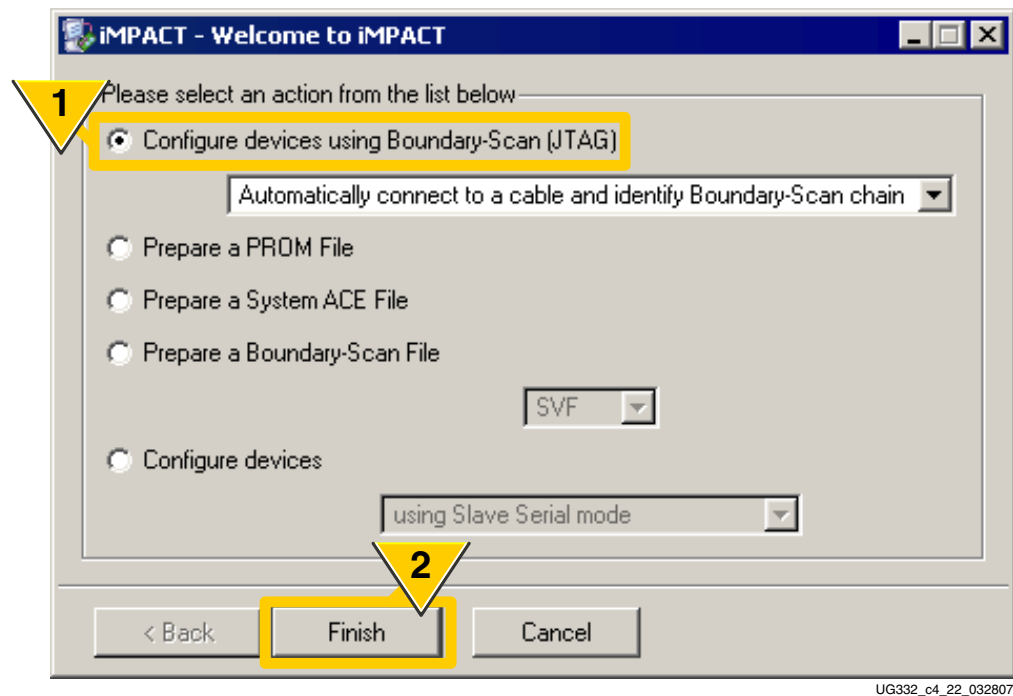 iMPACT - Welcome to iMPACT
1
Please select an action from the list below
Configure devices using Boundary-Scan (JTAG)
Automatically connect to a cable and identify Boundary-Scan chain
Prepare a PROM File
Prepare a System ACE File
Prepare a Boundary-Scan File
SVF
Configure devices
using Slave Serial mode
2
< Back Finish Cancel
UG332_c4_22_032807